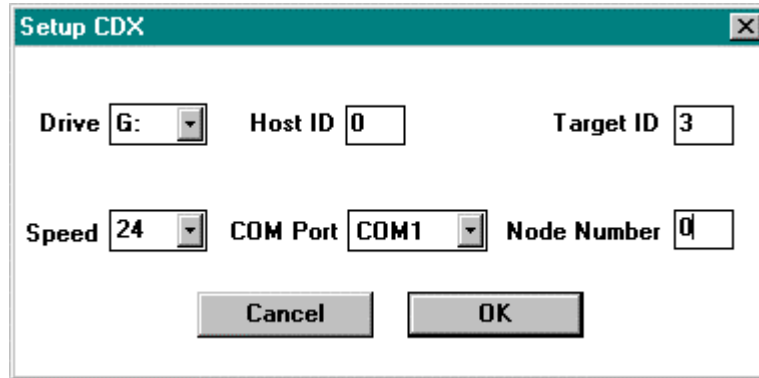 Setup CDX
Drive G: Host ID 0 Target ID 3
Speed 24 COM Port COM1 Node Number 0
Cancel OK